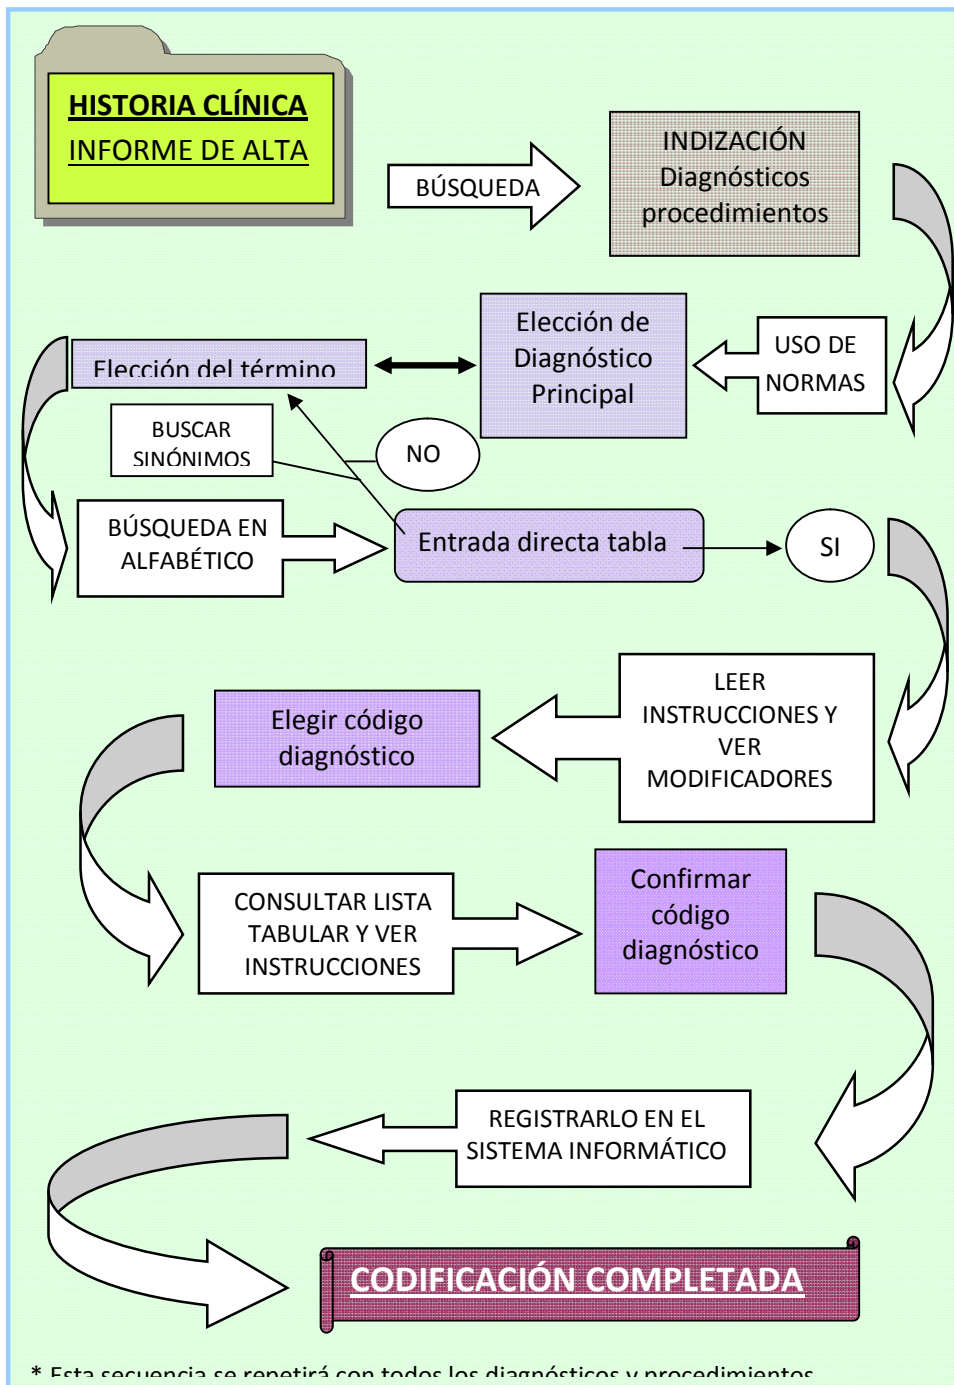 HISTORIA CLÍNICA
INFORME DE ALTA
BÚSQUEDA
INDIZACIÓN
Diagnósticos
procedimientos
USO DE
NORMAS
Elección de
Diagnóstico
Principal
Elección del término
BUSCAR
SINÓNIMOS
NO
BÚSQUEDA EN
ALFABÉTICO
Entrada directa tabla
SI
LEER
INSTRUCCIONES Y
VER
MODIFICADORES
Elegir código
diagnóstico
CONSULTAR LISTA
TABULAR Y VER
INSTRUCCIONES
Confirmar
código
diagnóstico
REGISTRARLO EN EL
SISTEMA INFORMÁTICO
CODIFICACIÓN COMPLETADA
* Esta secuencia se repetirá con todos los diagnósticos y procedimientos